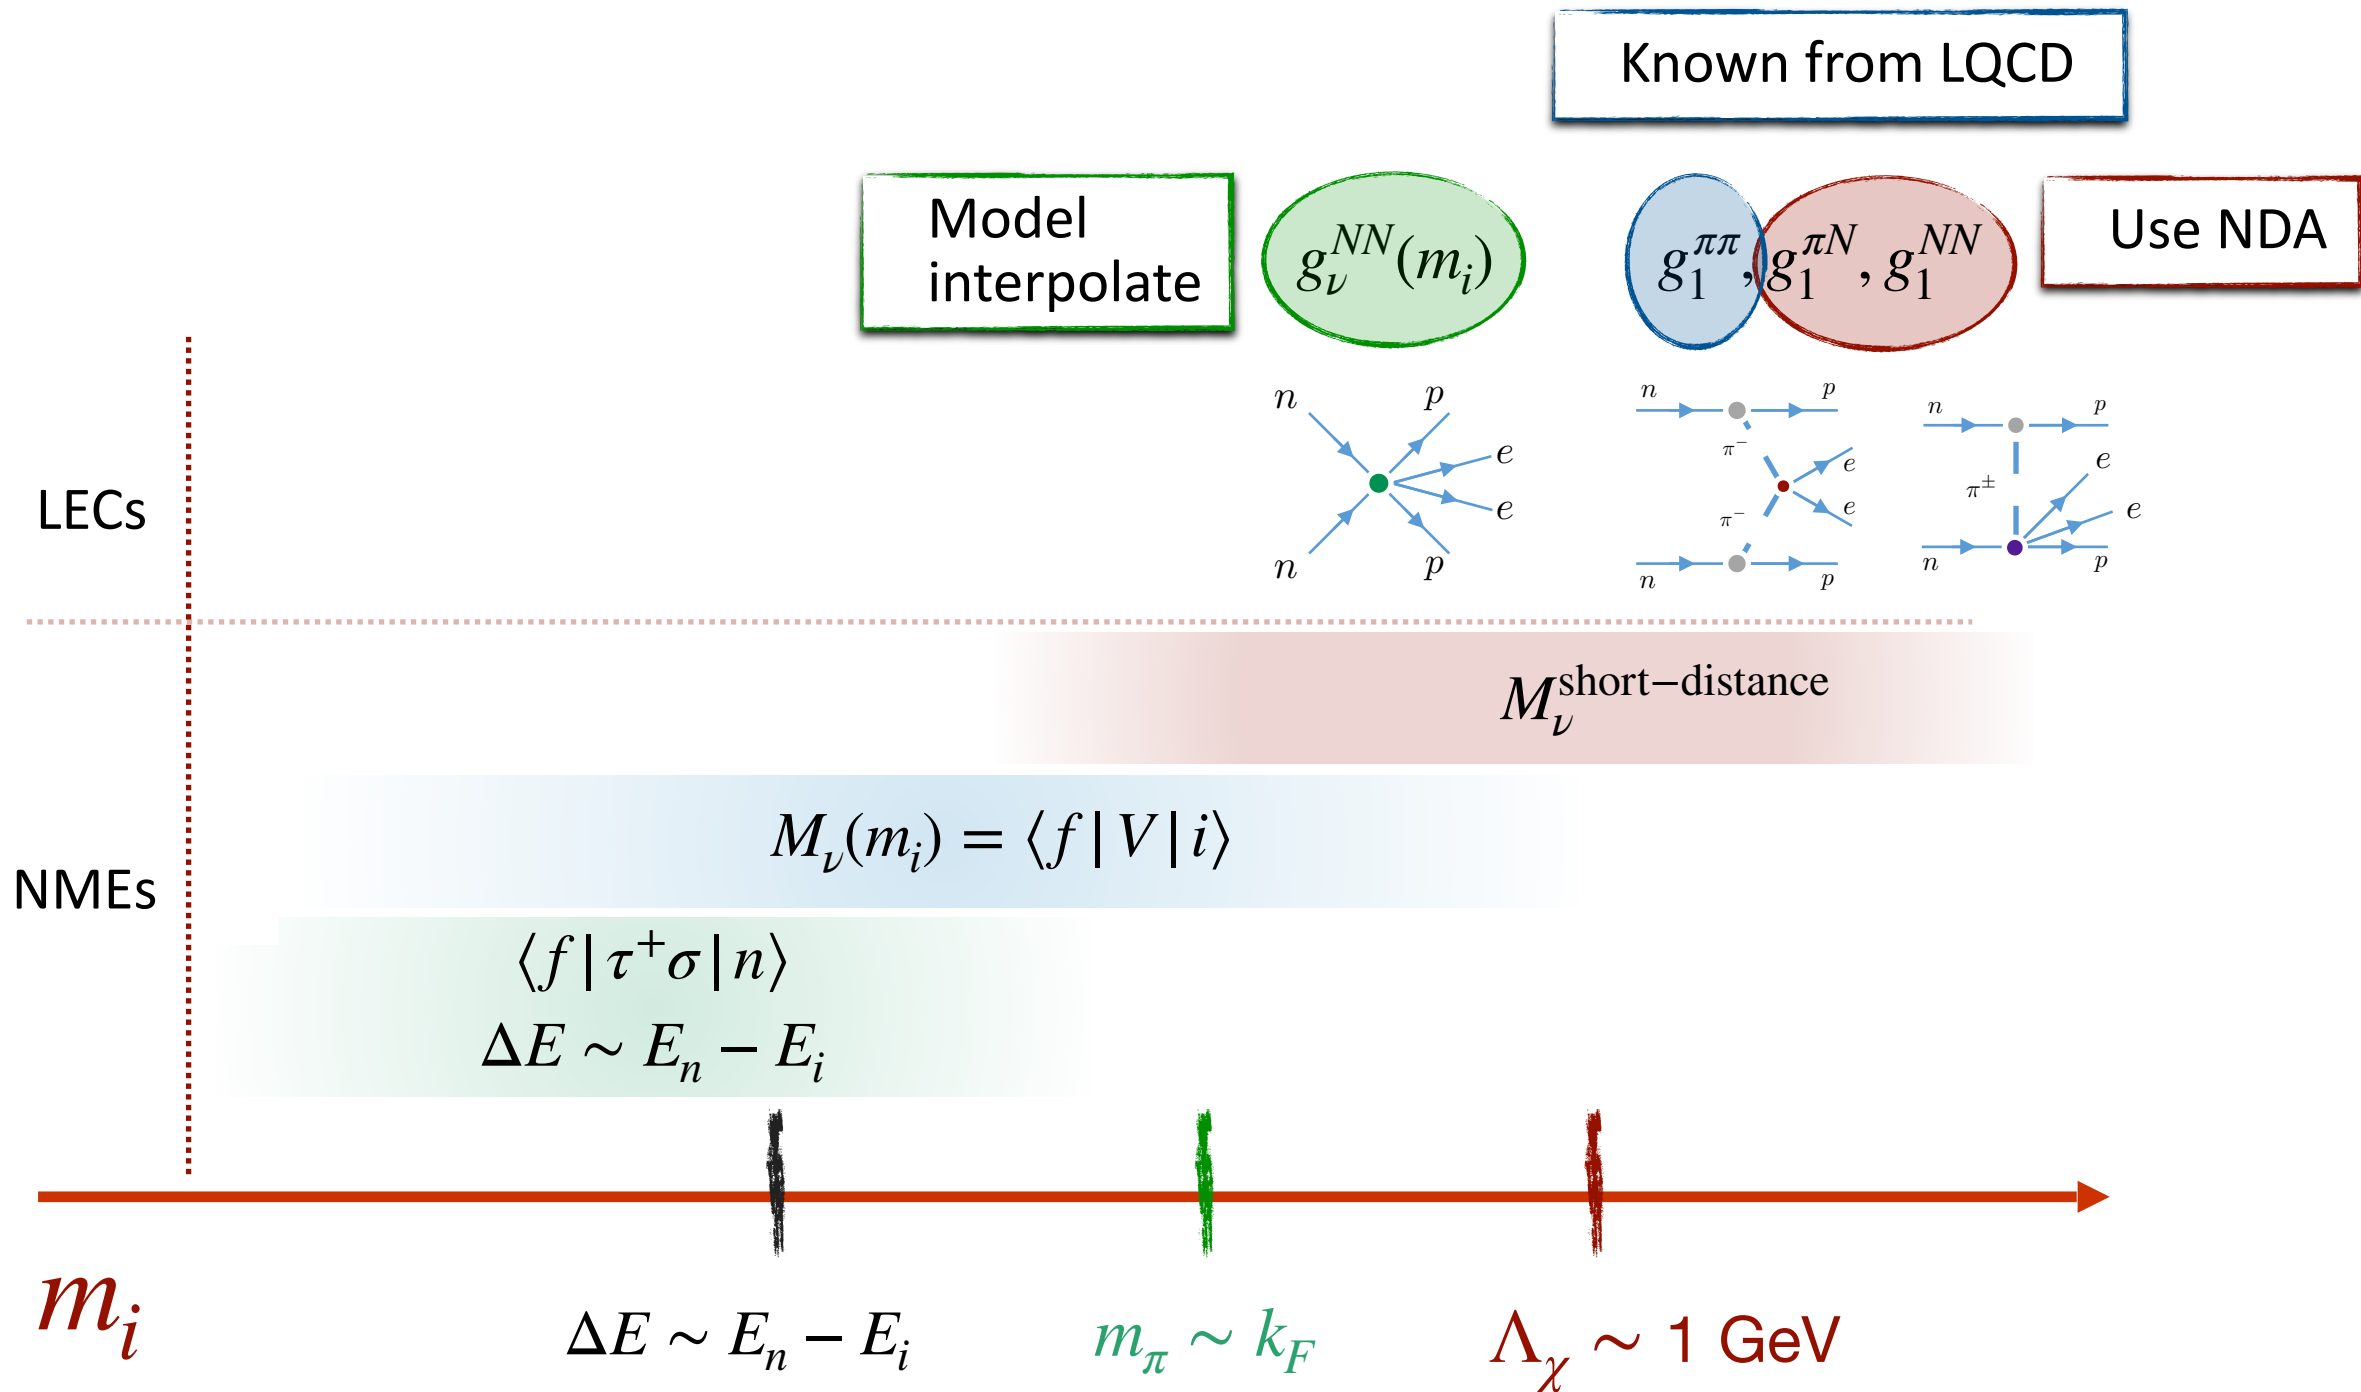 Known from LQCD
Model
interpolate
g_ν^{NN}(m_i)
g_1^{ππ}, g_1^{πN}, g_1^{NN}
Use NDA
n p e e n p
n p π⁻ e e π⁻ n p
n p π^± e e n p
LECs
M_ν^{short−distance}
M_ν(m_i) = ⟨f | V | i⟩
NMEs
⟨f | τ⁺σ | n⟩
ΔE ∼ E_n − E_i
m_i
ΔE ∼ E_n − E_i
m_π ∼ k_F
Λ_χ ∼ 1 GeV